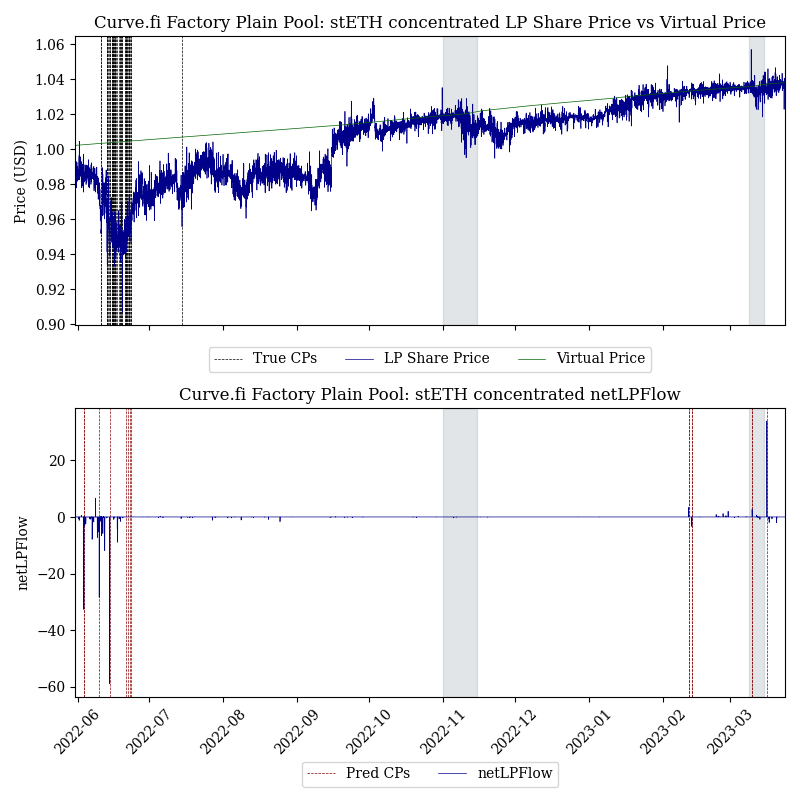 Curve.fi Factory Plain Pool: stETH concentrated LP Share Price vs Virtual Price
1.06
1.04
1.02
1.00
0.98
0.96
0.94
0.92
0.90
Price (USD)
True CPs
LP Share Price
Virtual Price
Curve.fi Factory Plain Pool: stETH concentrated netLPFlow
20
0
−20
−40
−60
netLPFlow
2022-06
2022-07
2022-08
2022-09
2022-10
2022-11
2022-12
2023-01
2023-02
2023-03
Pred CPs
netLPFlow